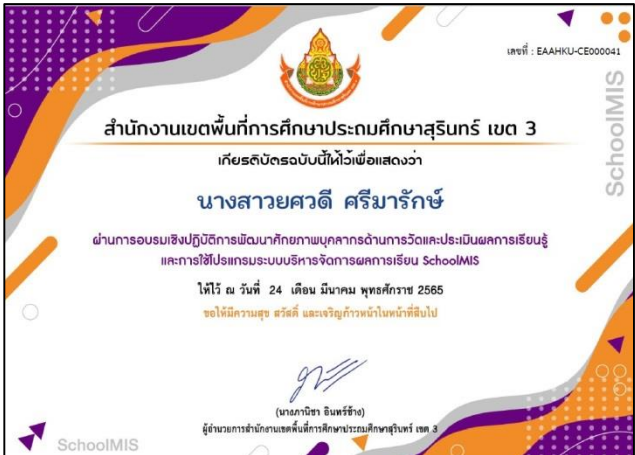 เลขที่ : EAAHKU-CE000041
SchoolMIS
สำนักงานเขตพื้นที่การศึกษาประถมศึกษาสุรินทร์ เขต 3
เกียรติบัตรฉบับนี้ให้ไว้เพื่อแสดงว่า
นางสาวยศวดี ศรีมารักษ์
ผ่านการอบรมเชิงปฏิบัติการพัฒนาศักยภาพบุคลากรด้านการวัดและประเมินผลการเรียนรู้
และการใช้โปรแกรมระบบบริหารจัดการผลการเรียน SchoolMIS
ให้ไว้ ณ วันที่ 24 เดือน มีนาคม พุทธศักราช 2565
ขอให้มีความสุข สวัสดิ์ และเจริญก้าวหน้าในหน้าที่สืบไป
(นางภานิชา อินทร์ช้าง)
ผู้อำนวยการสำนักงานเขตพื้นที่การศึกษาประถมศึกษาสุรินทร์ เขต 3
SchoolMIS